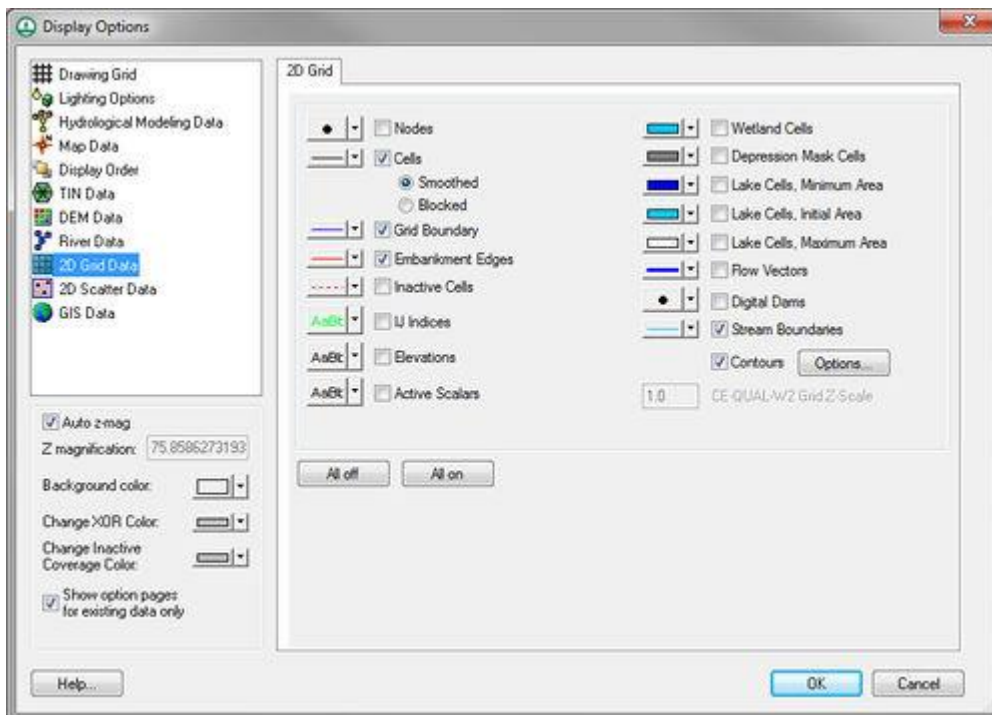 Display Options
Drawing Grid
Lighting Options
Hydrological Modeling Data
Map Data
Display Order
TIN Data
DEM Data
River Data
2D Grid Data
2D Scatter Data
GIS Data
Auto z-mag
Z magnification: 75.8586273193
Background color:
Change XOR Color:
Change Inactive
Coverage Color:
Show option pages
for existing data only
2D Grid
Nodes
Cells
Smoothed
Blocked
Grid Boundary
Embankment Edges
Inactive Cells
AaBb IJ Indices
AaBb Elevations
AaBb Active Scalars
Wetland Cells
Depression Mask Cells
Lake Cells, Minimum Area
Lake Cells, Initial Area
Lake Cells, Maximum Area
Flow Vectors
Digital Dams
Stream Boundaries
Contours Options...
1.0 CE-QUAL-W2 Grid Z-Scale
All off All on
Help... OK Cancel